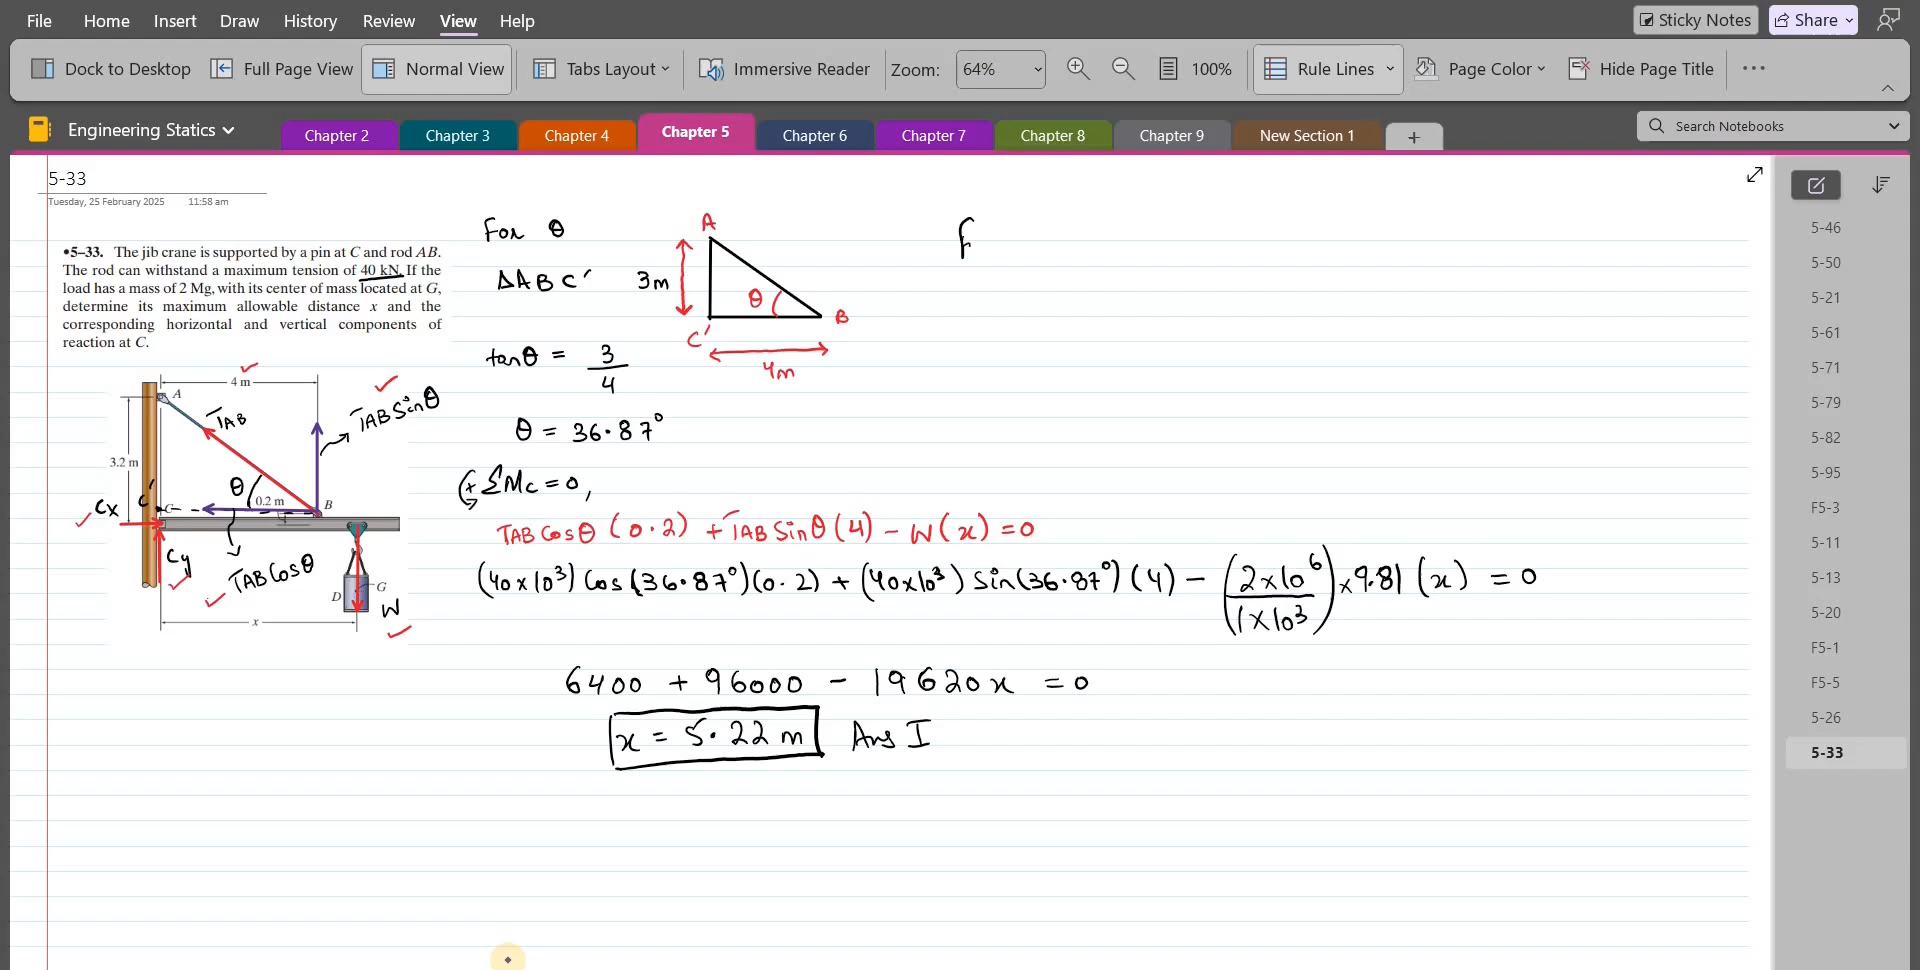 File Home Insert Draw History Review View Help
Sticky Notes Share
Dock to Desktop Full Page View Normal View Tabs Layout Immersive Reader Zoom: 64% 100% Rule Lines Page Color Hide Page Title
Engineering Statics Chapter 2 Chapter 3 Chapter 4 Chapter 5 Chapter 6 Chapter 7 Chapter 8 Chapter 9 New Section 1 +
Search Notebooks
5-33
Tuesday, 25 February 2025 11:58 am
•5–33. The jib crane is supported by a pin at C and rod AB.
The rod can withstand a maximum tension of 40 kN. If the
load has a mass of 2 Mg, with its center of mass located at G,
determine its maximum allowable distance x and the
corresponding horizontal and vertical components of
reaction at C.
4 m
A
TAB
TAB Sinθ
3.2 m
θ
0.2 m
B
C'
C
Cx
Cy
TAB Cosθ
D
G
W
x
For θ
ΔABC'
A
3m
θ
B
C'
4m
tanθ = 3/4
θ = 36.87°
(+ ΣMc = 0,
TAB Cosθ (0.2) + TAB Sinθ (4) - W(x) = 0
(40x10³) Cos(36.87°)(0.2) + (40x10³) Sin(36.87°)(4) - (2x10⁶/1x10³) x 9.81 (x) = 0
6400 + 96000 - 19620x = 0
x = 5.22 m Ans I
F
5-46
5-50
5-21
5-61
5-71
5-79
5-82
5-95
F5-3
5-11
5-13
5-20
F5-1
F5-5
5-26
5-33